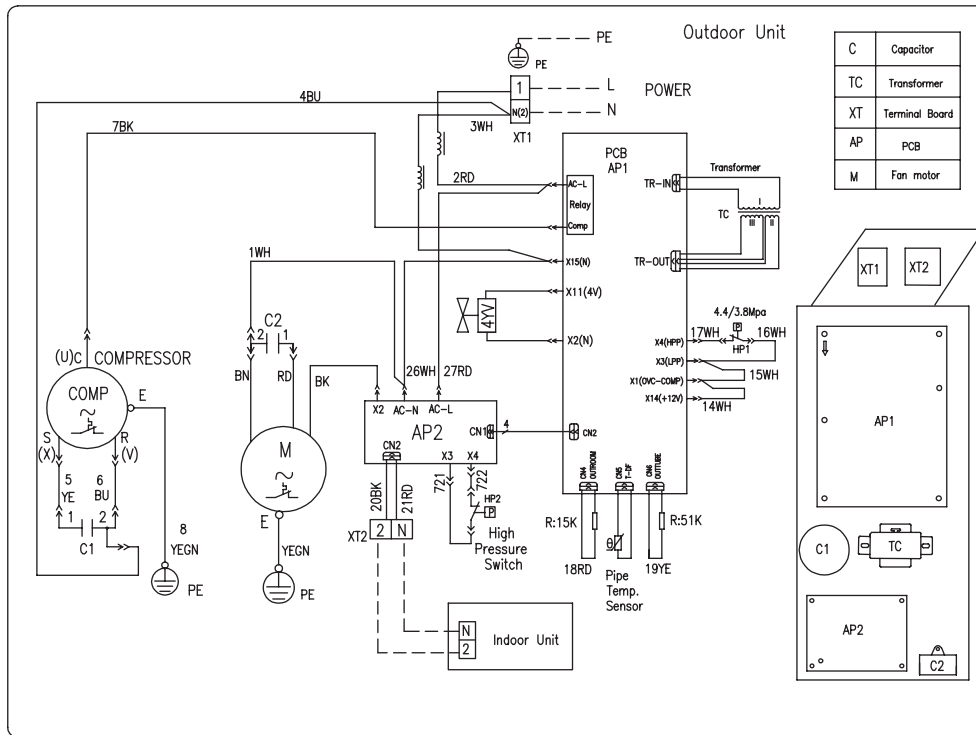 Outdoor Unit
PE
PE
1
L
POWER
N(2)
N
XT1
4BU
3WH
7BK
2RD
C Capacitor
TC Transformer
XT Terminal Board
AP PCB
M Fan motor
PCB
AP1
AC-L
Relay
Comp
TR-IN
Transformer
TC
I
III
II
TR-OUT
X15(N)
X11(4V)
4YV
X2(N)
1WH
C2
2 1
BN
RD
BK
26WH
27RD
4.4/3.8Mpa
P
17WH
16WH
HP1
X4(HPP)
X3(LPP)
15WH
X1(OVC-COMP)
X14(+12V)
14WH
(U)C COMPRESSOR
COMP
E
S
(X)
R
(V)
5
YE
6
BU
1 2
C1
8
YEGN
PE
M
E
YEGN
PE
X2 AC-N AC-L
AP2
CN1
4
CN2
CN2
X3 X4
20BK
21RD
721
722
HP2
P
High
Pressure
Switch
XT2
2 N
N
2
Indoor Unit
CN4
OUTROOM
CN5
T-DF
CN6
OUTTUBE
R:15K
θ
R:51K
18RD
19YE
Pipe
Temp.
Sensor
XT1
XT2
AP1
C1
TC
AP2
C2